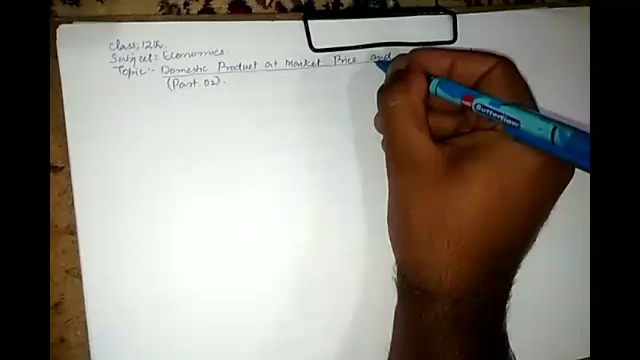 Class; 12th.
Subject: Economics.
Topic:- Domestic Product at Market Price and
(Part 02).
Butterflow